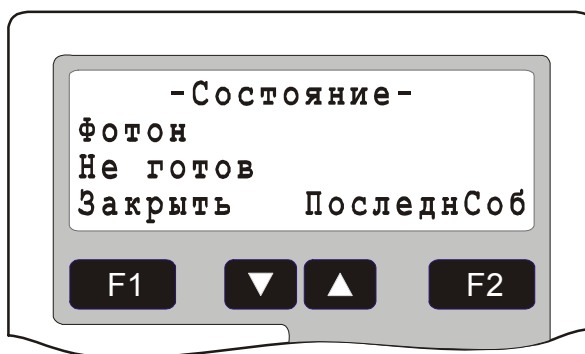 -Состояние-
Фотон
Не готов
Закрыть ПоследнСоб
F1 F2